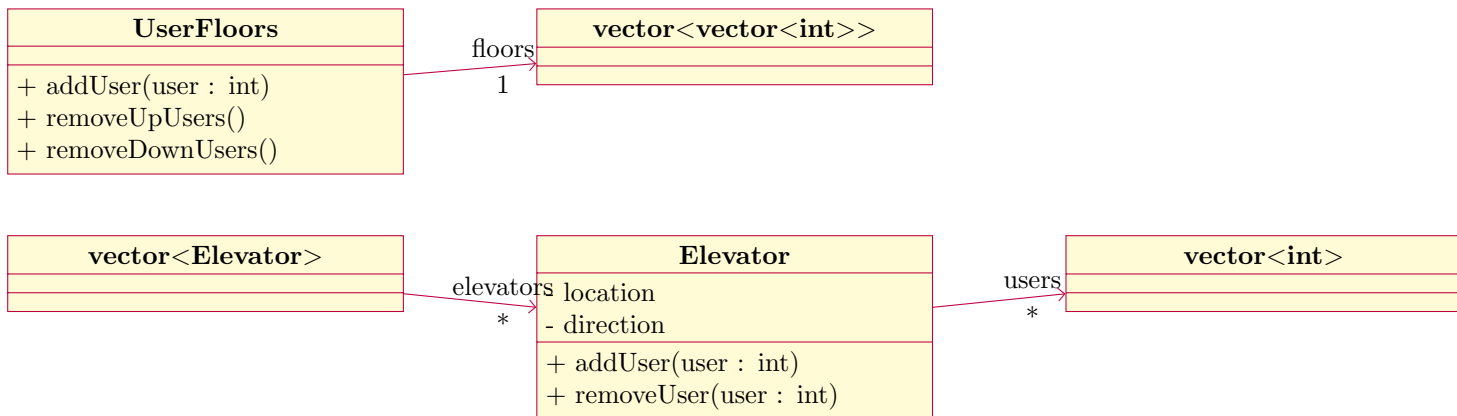 UserFloors
+ addUser(user : int)
+ removeUpUsers()
+ removeDownUsers()
floors
1
vector<vector<int>>
vector<Elevator>
elevators
*
Elevator
- location
- direction
+ addUser(user : int)
+ removeUser(user : int)
users
*
vector<int>